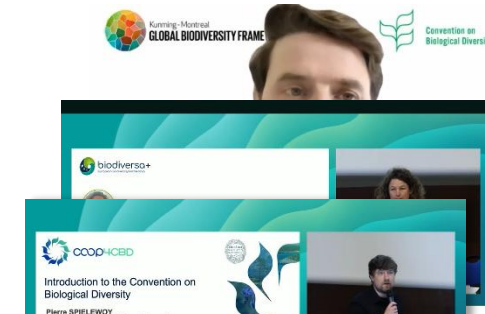 Kunming - Montreal
GLOBAL BIODIVERSITY FRAME
Convention on
Biological Diversi
biodiversa+
COOP4CBD
Introduction to the Convention on
Biological Diversity
Pierre SPIELEWOY